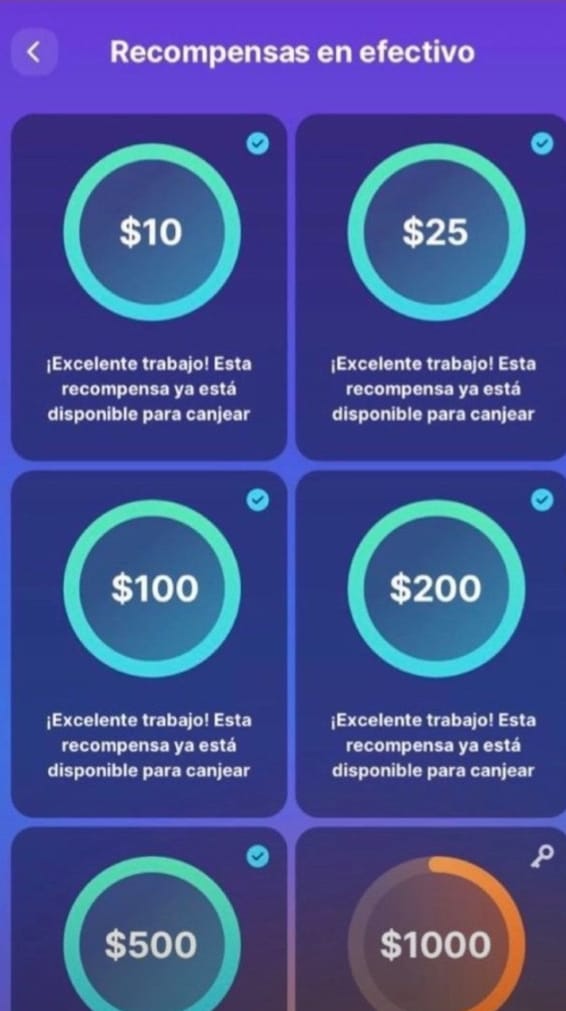 Recompensas en efectivo
$10
¡Excelente trabajo! Esta
recompensa ya está
disponible para canjear
$25
¡Excelente trabajo! Esta
recompensa ya está
disponible para canjear
$100
¡Excelente trabajo! Esta
recompensa ya está
disponible para canjear
$200
¡Excelente trabajo! Esta
recompensa ya está
disponible para canjear
$500
$1000